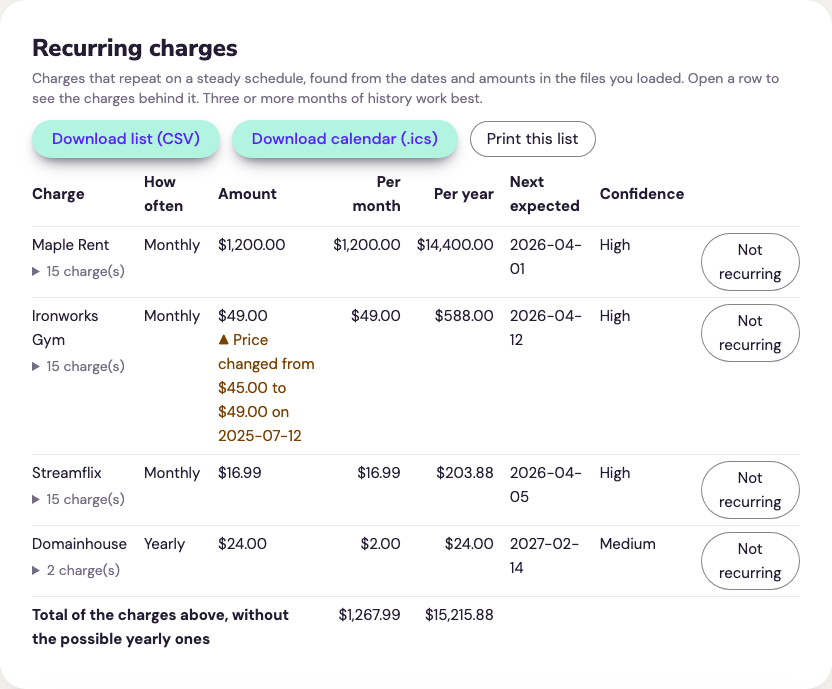 Recurring charges
Charges that repeat on a steady schedule, found from the dates and amounts in the files you loaded. Open a row to
see the charges behind it. Three or more months of history work best.
Download list (CSV) Download calendar (.ics) Print this list
Charge How often Amount Per month Per year Next expected Confidence
Maple Rent Monthly $1,200.00 $1,200.00 $14,400.00 2026-04-01 High Not recurring
▶ 15 charge(s)
Ironworks Gym Monthly $49.00 $49.00 $588.00 2026-04-12 High Not recurring
▶ 15 charge(s)
▲ Price
changed from
$45.00 to
$49.00 on
2025-07-12
Streamflix Monthly $16.99 $16.99 $203.88 2026-04-05 High Not recurring
▶ 15 charge(s)
Domainhouse Yearly $24.00 $2.00 $24.00 2027-02-14 Medium Not recurring
▶ 2 charge(s)
Total of the charges above, without
the possible yearly ones $1,267.99 $15,215.88